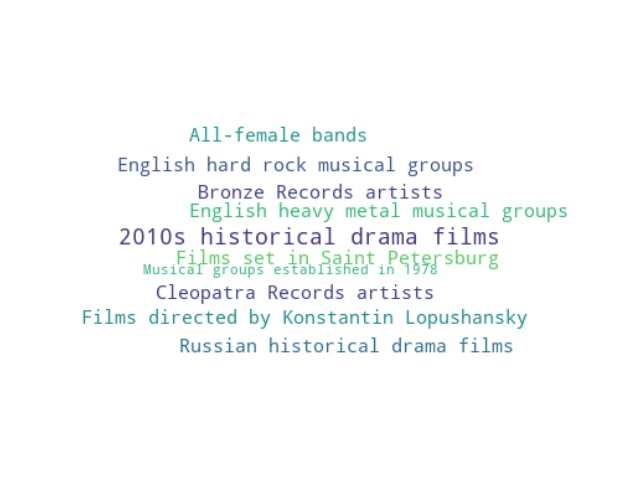 All-female bands
English hard rock musical groups
Bronze Records artists
English heavy metal musical groups
2010s historical drama films
Films set in Saint Petersburg
Musical groups established in 1978
Cleopatra Records artists
Films directed by Konstantin Lopushansky
Russian historical drama films